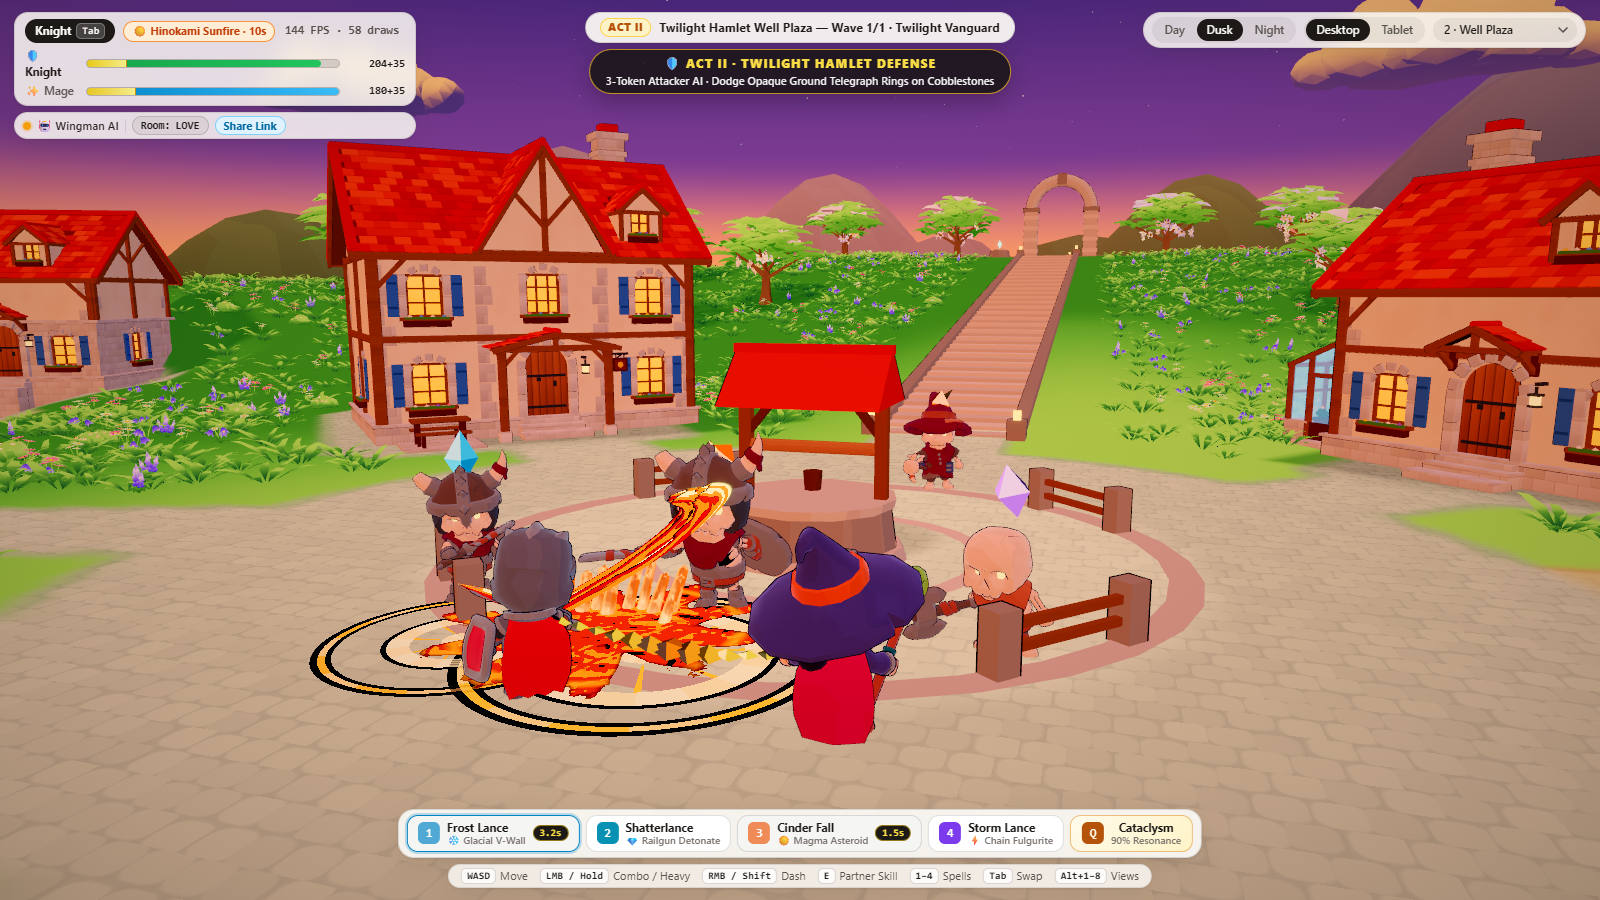 Knight Tab Hinokami Sunfire · 10s 144 FPS · 58 draws
Knight 204+35
Mage 180+35
Wingman AI Room: LOVE Share Link
ACT II Twilight Hamlet Well Plaza — Wave 1/1 · Twilight Vanguard
ACT II · TWILIGHT HAMLET DEFENSE
3-Token Attacker AI · Dodge Opaque Ground Telegraph Rings on Cobblestones
Day Dusk Night Desktop Tablet 2 · Well Plaza
1 Frost Lance 3.2s
Glacial V-Wall
2 Shatterlance
Railgun Detonate
3 Cinder Fall 1.5s
Magma Asteroid
4 Storm Lance
Chain Fulgurite
Q Cataclysm
90% Resonance
WASD Move LMB / Hold Combo / Heavy RMB / Shift Dash E Partner Skill 1–4 Spells Tab Swap Alt+1–8 Views